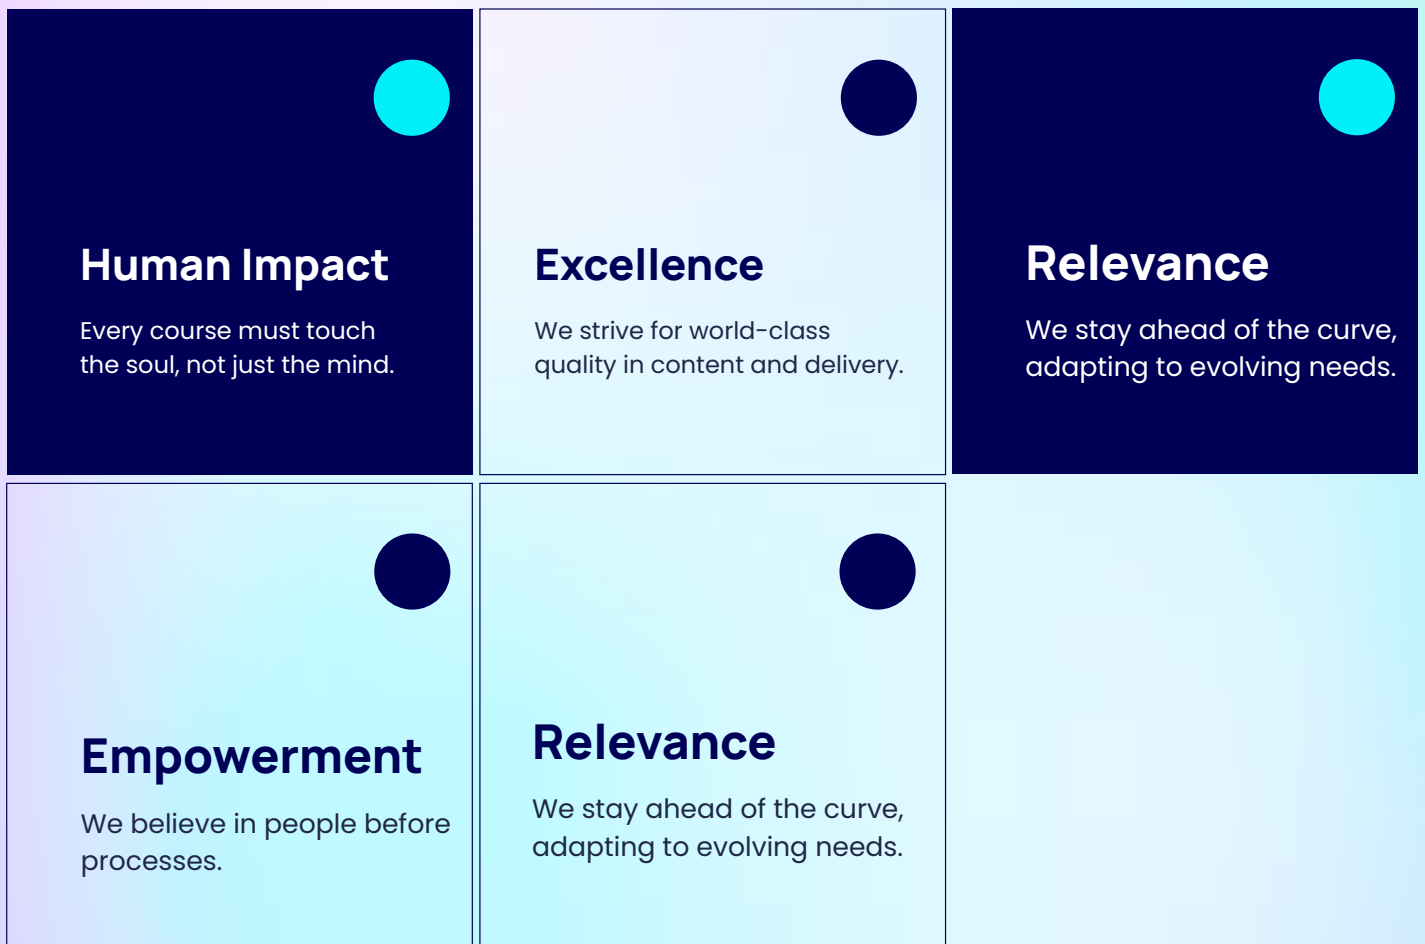 Human Impact
Every course must touch
the soul, not just the mind.
Excellence
We strive for world-class
quality in content and delivery.
Relevance
We stay ahead of the curve,
adapting to evolving needs.
Empowerment
We believe in people before
processes.
Relevance
We stay ahead of the curve,
adapting to evolving needs.